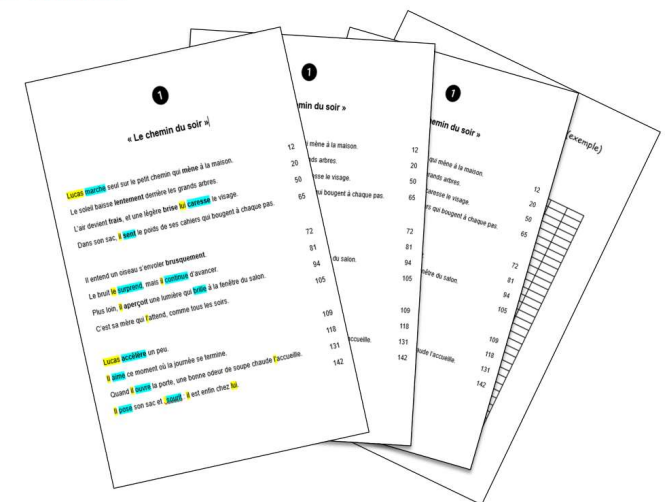 1
« Le chemin du soir »
Lucas marche seul sur le petit chemin qui mène à la maison. 12
Le soleil baisse lentement derrière les grands arbres. 20
L'air devient frais, et une légère brise lui caresse le visage. 50
Dans son sac, il sent le poids de ses cahiers qui bougent à chaque pas. 65
Il entend un oiseau s'envoler brusquement. 72
Le bruit le surprend, mais il continue d'avancer. 81
Plus loin, il aperçoit une lumière qui brille à la fenêtre du salon. 94
C'est sa mère qui l'attend, comme tous les soirs. 105
Lucas accélère un peu. 109
Il aime ce moment où la journée se termine. 118
Quand il ouvre la porte, une bonne odeur de soupe chaude l'accueille. 131
Il pose son sac et sourit : il est enfin chez lui. 142
1
min du soir »
mène à la maison. 12
ands arbres. 20
esse le visage. 50
ui bougent à chaque pas. 65
72
81
du salon. 94
105
109
118
ccueille. 131
142
1
emin du soir »
qui mène à la maison. 12
rands arbres. 20
caresse le visage. 50
rs qui bougent à chaque pas. 65
72
81
nêtre du salon. 94
105
109
118
ude l'accueille. 131
142
(exemple)